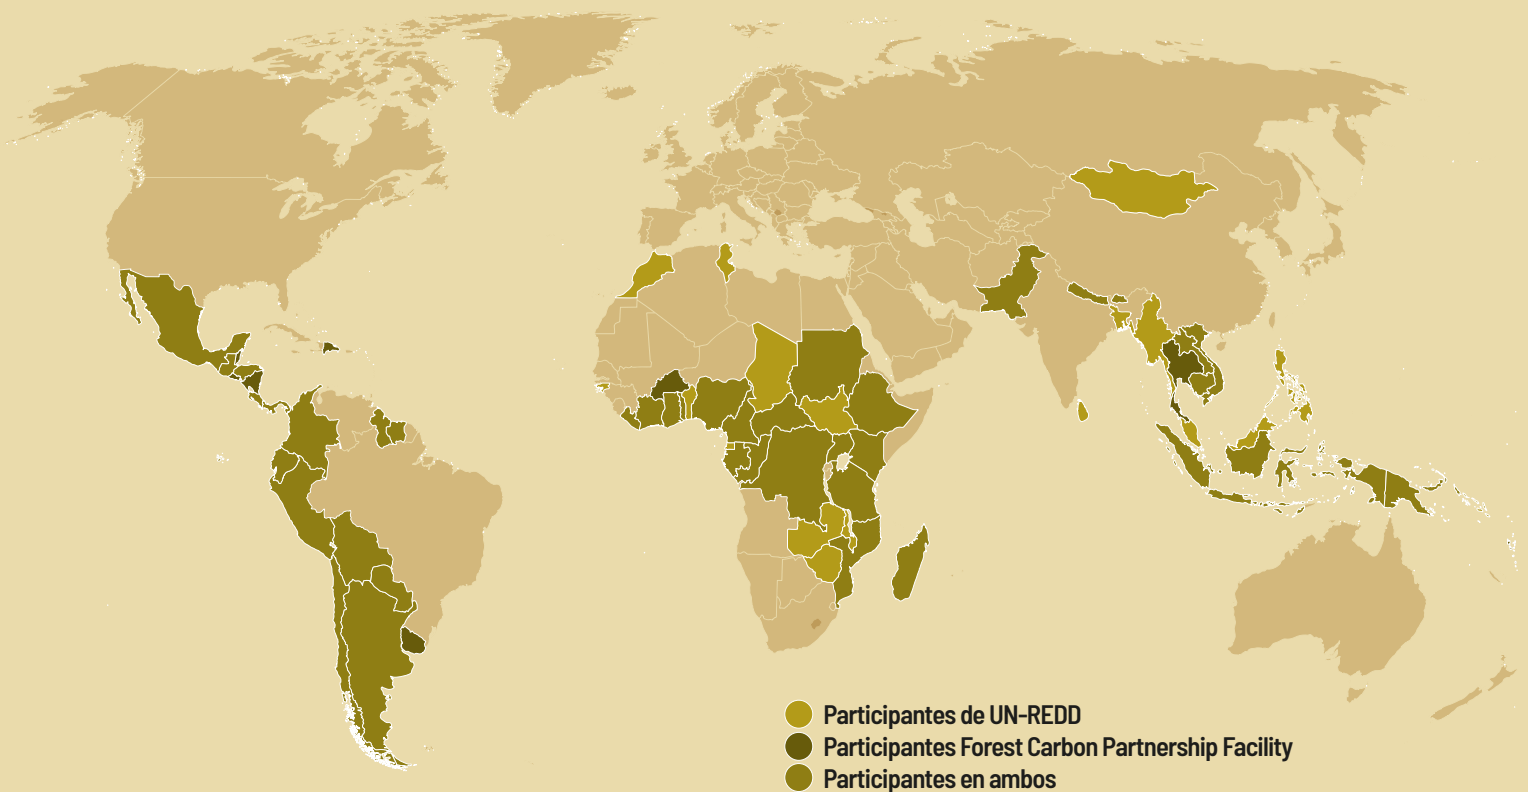 Participantes de UN-REDD
Participantes Forest Carbon Partnership Facility
Participantes en ambos